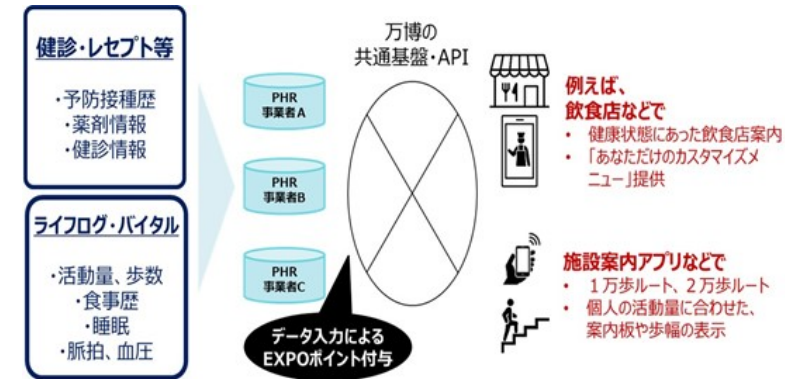 健診・レセプト等
・予防接種歴
・薬剤情報
・健診情報
ライフログ・バイタル
・活動量、歩数
・食事歴
・睡眠
・脈拍、血圧
PHR
事業者A
PHR
事業者B
PHR
事業者C
データ入力による
EXPOポイント付与
万博の
共通基盤・API
例えば、
飲食店などで
• 健康状態にあった飲食店案内
• 「あなただけのカスタマイズメ
ニュー」提供
施設案内アプリなどで
• １万歩ルート、２万歩ルート
• 個人の活動量に合わせた、
案内板や歩幅の表示